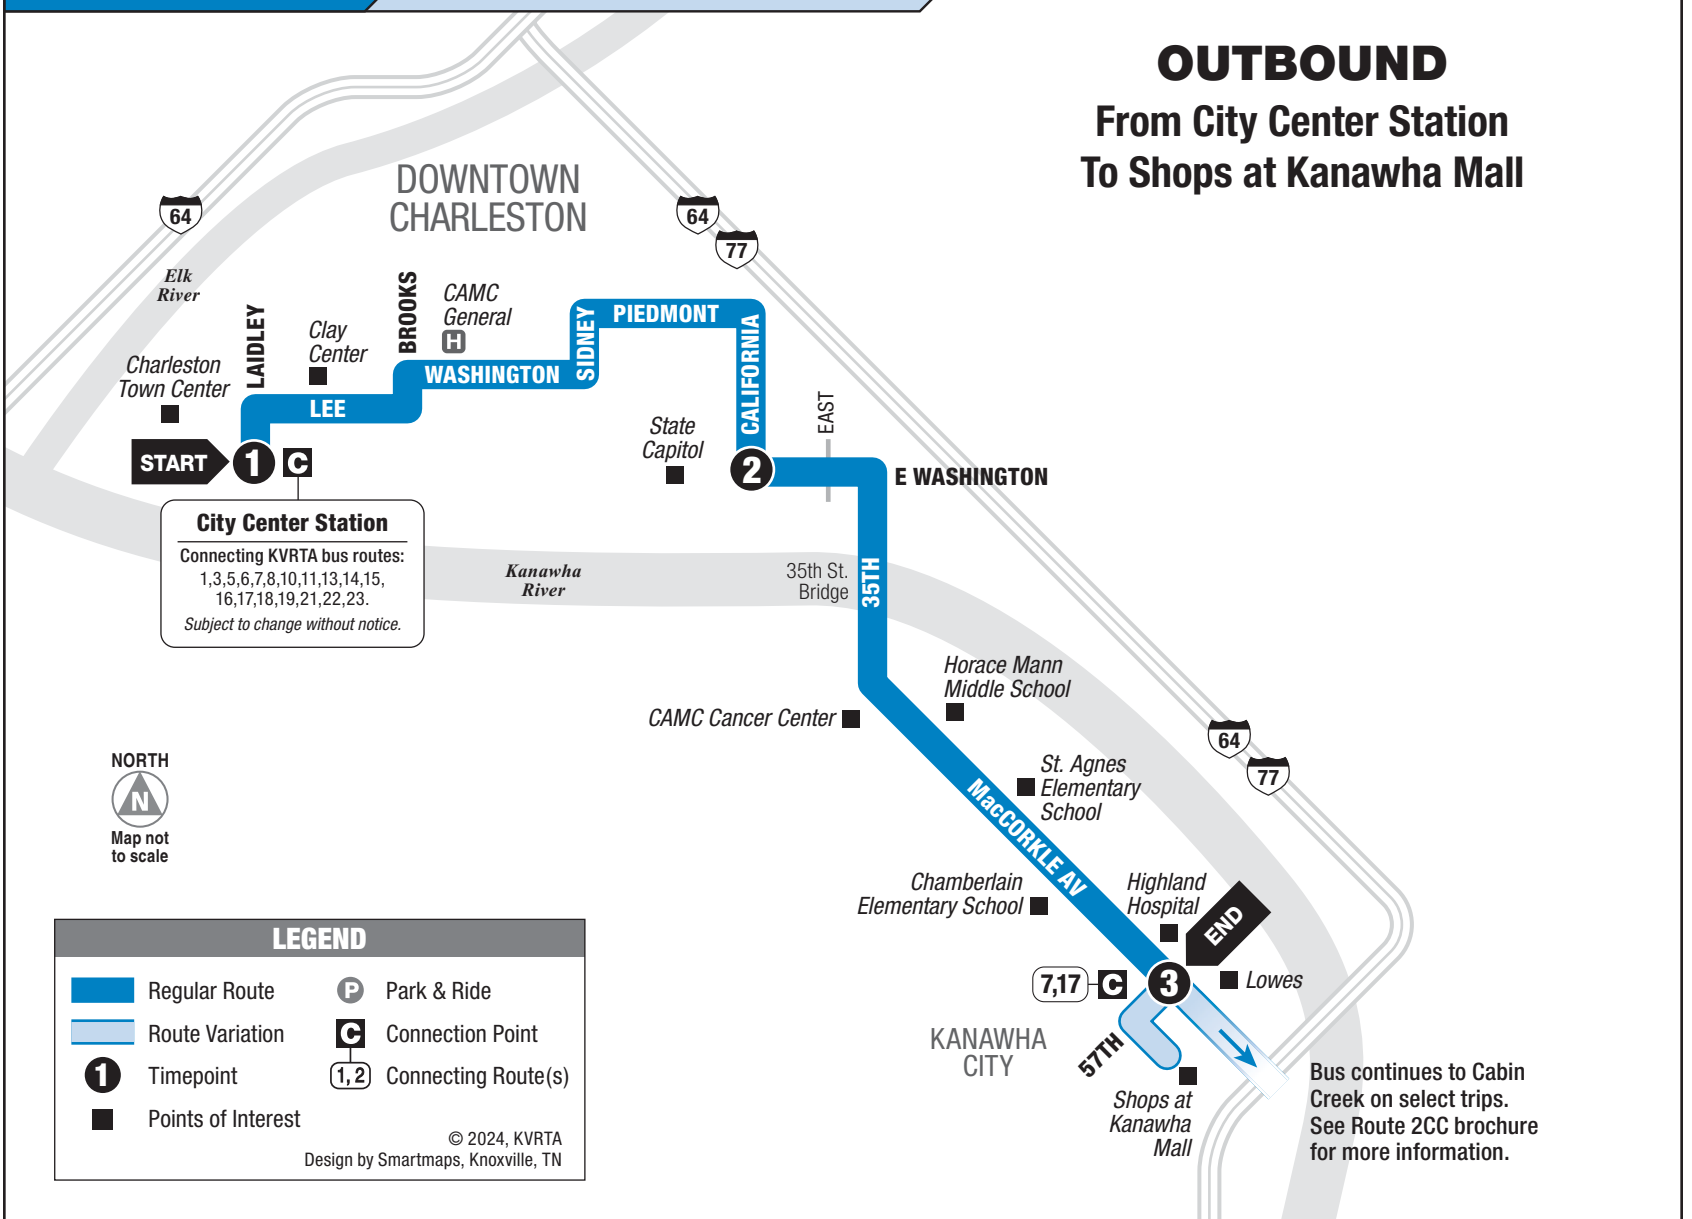 OUTBOUND
From City Center Station
To Shops at Kanawha Mall
DOWNTOWN
CHARLESTON
64
64
77
Elk
River
LAIDLEY
Clay
Center
BROOKS
CAMC
General
H
SIDNEY
PIEDMONT
CALIFORNIA
WASHINGTON
LEE
Charleston
Town Center
START
1
C
State
Capitol
2
EAST
E WASHINGTON
City Center Station
Connecting KVRTA bus routes:
1,3,5,6,7,8,10,11,13,14,15,
16,17,18,19,21,22,23.
Subject to change without notice.
Kanawha
River
35th St.
Bridge
35TH
Horace Mann
Middle School
CAMC Cancer Center
64
77
St. Agnes
Elementary
School
MacCORKLE AV
NORTH
N
Map not
to scale
Chamberlain
Elementary School
Highland
Hospital
END
7,17
C
3
Lowes
KANAWHA
CITY
57TH
Shops at
Kanawha
Mall
Bus continues to Cabin
Creek on select trips.
See Route 2CC brochure
for more information.
LEGEND
Regular Route
P
Park & Ride
Route Variation
C
Connection Point
1
Timepoint
1,2
Connecting Route(s)
Points of Interest
© 2024, KVRTA
Design by Smartmaps, Knoxville, TN